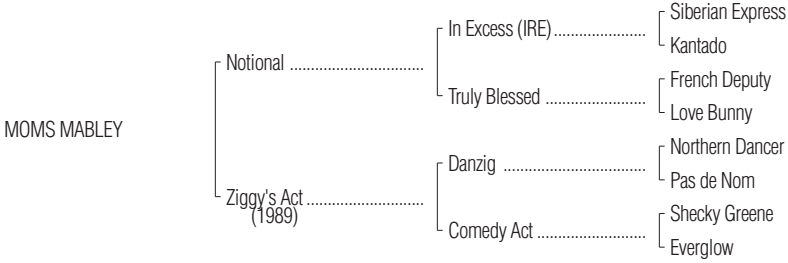 Siberian Express
In Excess (IRE)
Kantado
Notional
French Deputy
Truly Blessed
Love Bunny
MOMS MABLEY
Northern Dancer
Danzig
Pas de Nom
Ziggy's Act
(1989)
Shecky Greene
Comedy Act
Everglow